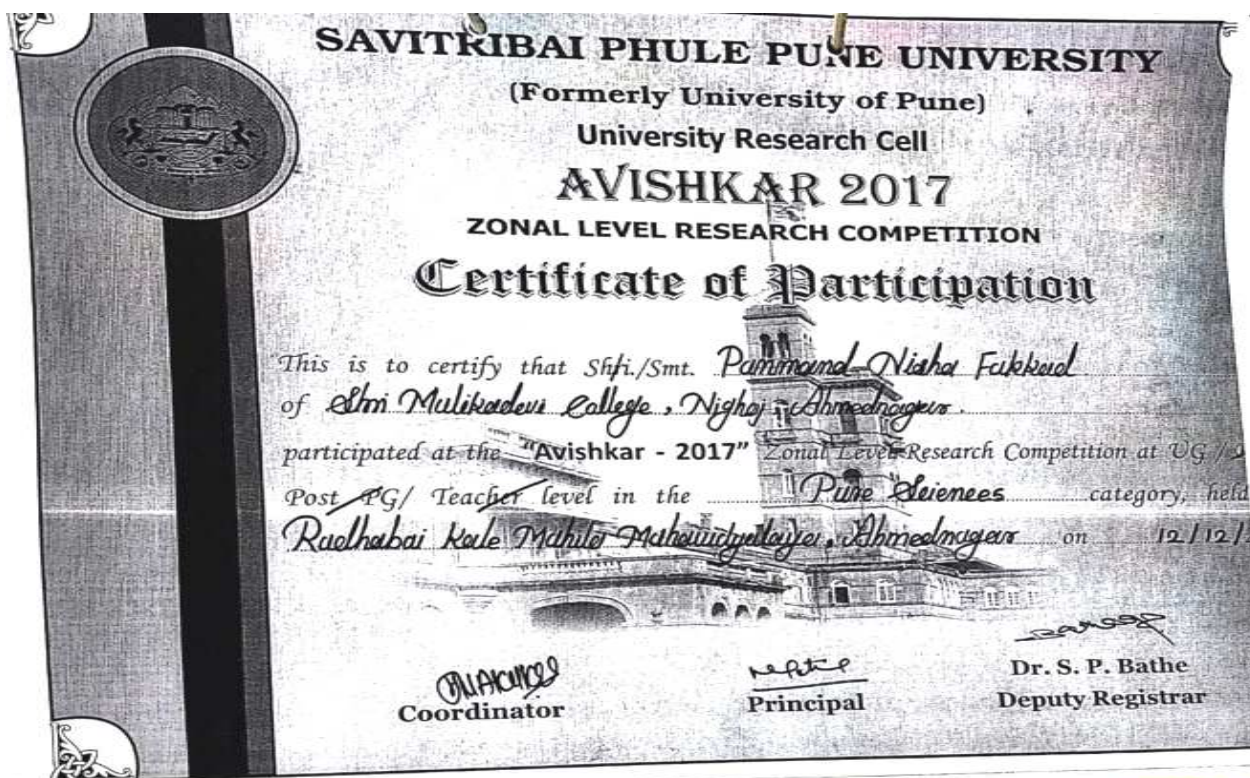 SAVITRIBAI PHULE PUNE UNIVERSITY
(Formerly University of Pune)
University Research Cell
AVISHKAR 2017
ZONAL LEVEL RESEARCH COMPETITION
Certificate of Participation
This is to certify that Shri./Smt. Pammand Nisha Fakkad
of Shri Mulikadevi College, Nighoj, Ahmednagar.
participated at the "Avishkar - 2017" Zonal Level Research Competition at UG /
Post PG/ Teacher level in the Pure Sciences category, held
Radhabai Kale Mahila Mahavidyalaya, Ahmednagar on 12/12/
Coordinator
Principal
Dr. S. P. Bathe
Deputy Registrar